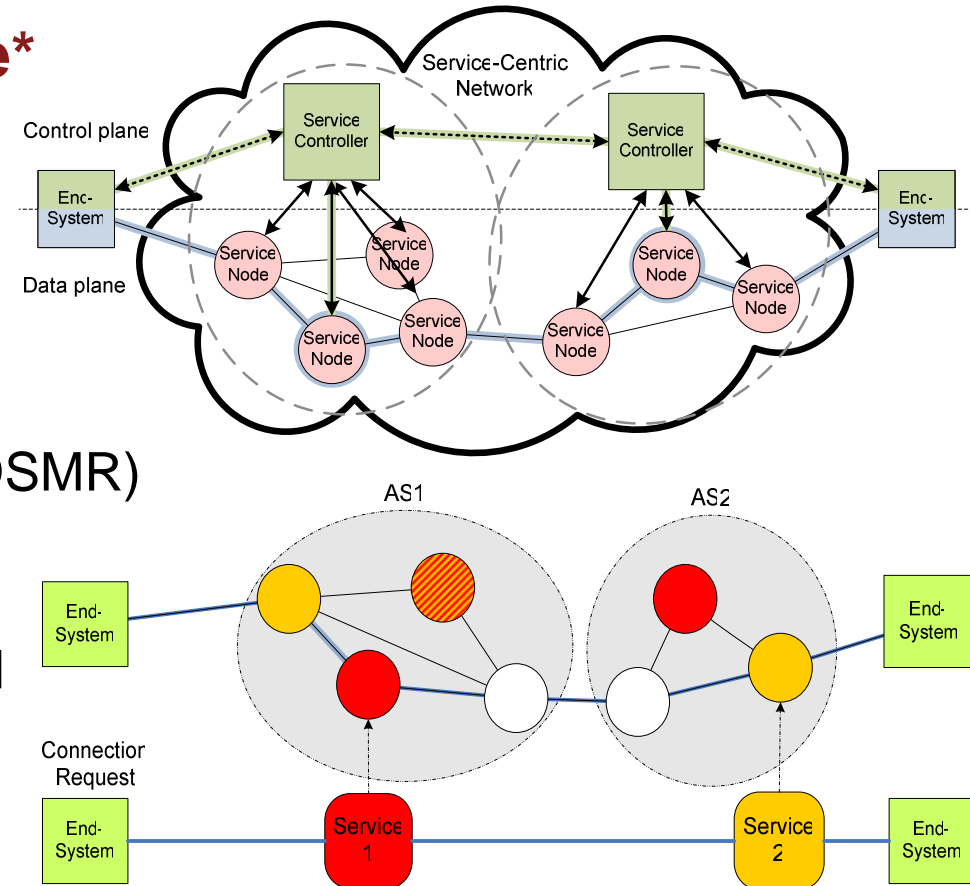 e*
Service-Centric
Network
Control plane
Service
Controller
Service
Controller
End-
System
End-
System
Data plane
Service
Node
Service
Node
Service
Node
Service
Node
Service
Node
Service
Node
Service
Node
OSMR)
AS1
AS2
End-
System
End-
System
Connection
Request
End-
System
Service
1
Service
2
End-
System